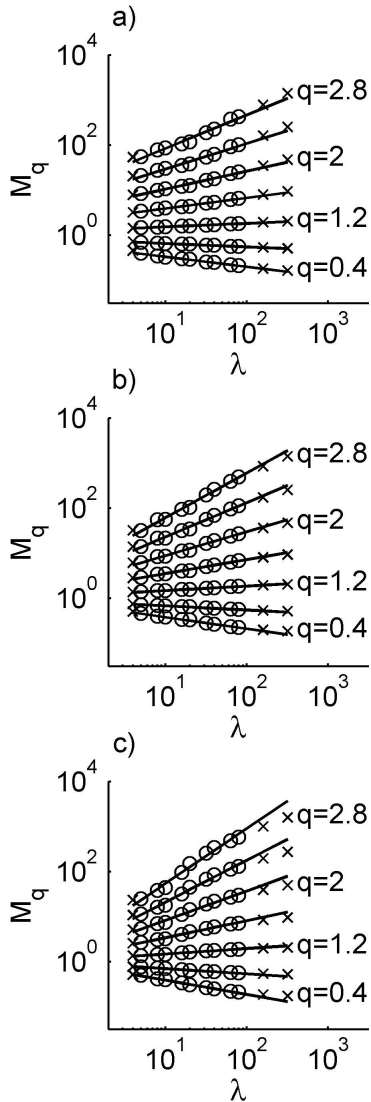 a)
10^4
q=2.8
10^2
q=2
M_q
10^0
q=1.2
q=0.4
10^1 10^2 10^3
λ
b)
10^4
q=2.8
10^2
q=2
M_q
10^0
q=1.2
q=0.4
10^1 10^2 10^3
λ
c)
10^4
q=2.8
10^2
q=2
M_q
10^0
q=1.2
q=0.4
10^1 10^2 10^3
λ